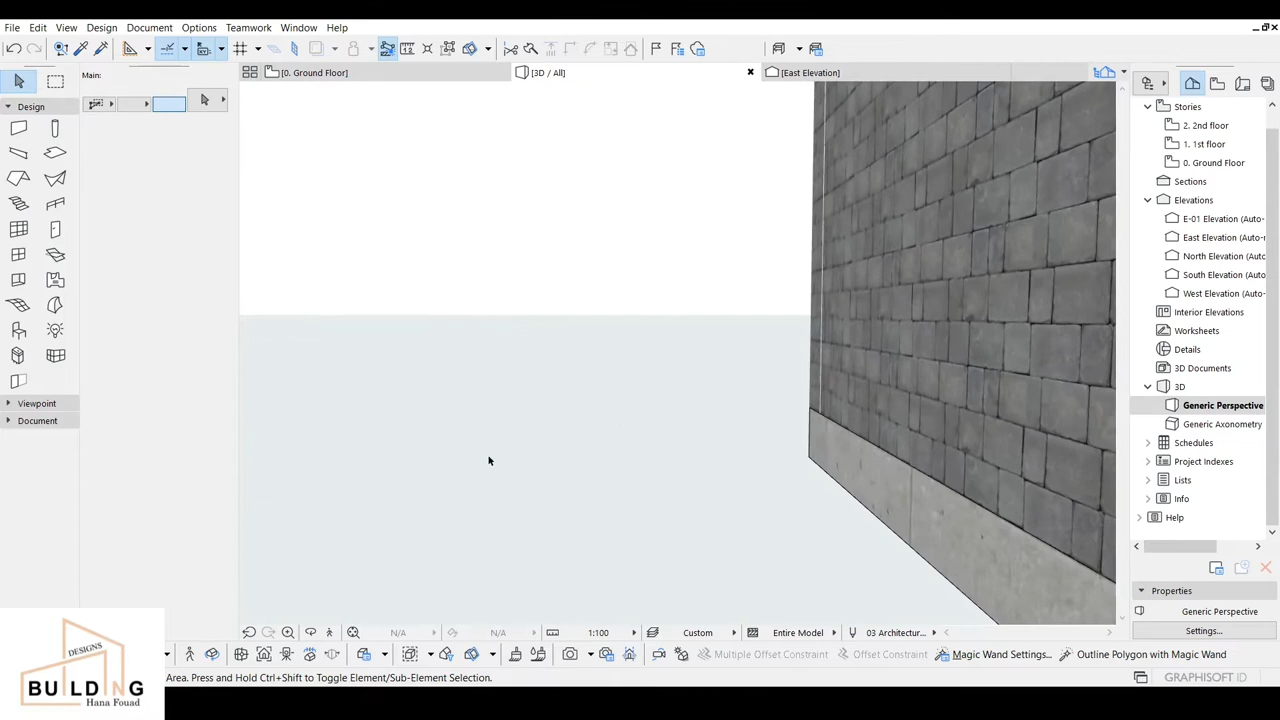 File Edit View Design Document Options Teamwork Window Help
[0. Ground Floor]
[3D / All]
[East Elevation]
Main:
Design
Viewpoint
Document
Stories
2. 2nd floor
1. 1st floor
0. Ground Floor
Sections
Elevations
E-01 Elevation (Auto-
East Elevation (Auto-
North Elevation (Autc
South Elevation (Auto
West Elevation (Auto-
Interior Elevations
Worksheets
Details
3D Documents
3D
Generic Perspective
Generic Axonometry
Schedules
Project Indexes
Lists
Info
Help
Properties
Generic Perspective
Settings...
N/A
N/A
1:100
Custom
Entire Model
03 Architectur...
Multiple Offset Constraint
Offset Constraint
Magic Wand Settings...
Outline Polygon with Magic Wand
Area. Press and Hold Ctrl+Shift to Toggle Element/Sub-Element Selection.
GRAPHISOFT ID
DESIGNS
BUILDING
Hana Fouad